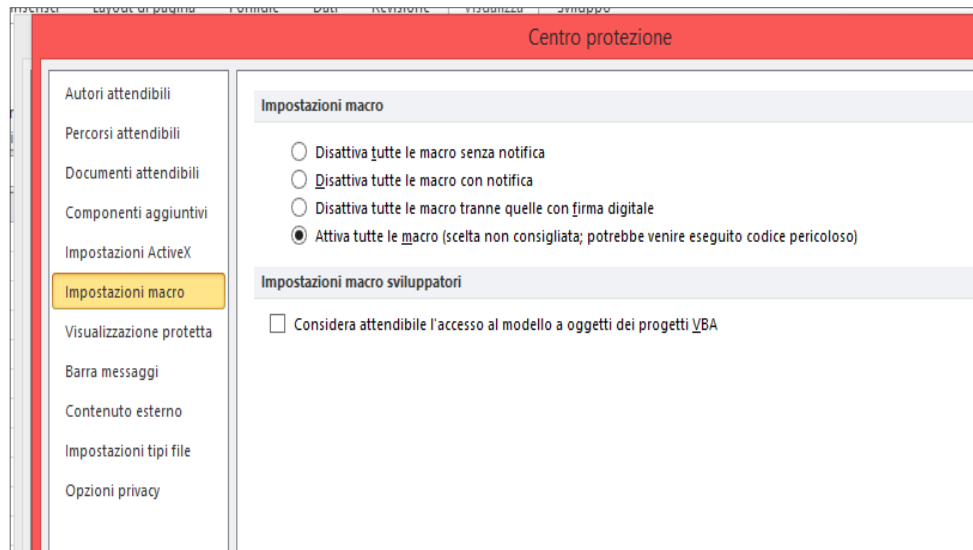 Centro protezione
Autori attendibili
Percorsi attendibili
Documenti attendibili
Componenti aggiuntivi
Impostazioni ActiveX
Impostazioni macro
Visualizzazione protetta
Barra messaggi
Contenuto esterno
Impostazioni tipi file
Opzioni privacy
Impostazioni macro
Disattiva tutte le macro senza notifica
Disattiva tutte le macro con notifica
Disattiva tutte le macro tranne quelle con firma digitale
Attiva tutte le macro (scelta non consigliata; potrebbe venire eseguito codice pericoloso)
Impostazioni macro sviluppatori
Considera attendibile l'accesso al modello a oggetti dei progetti VBA